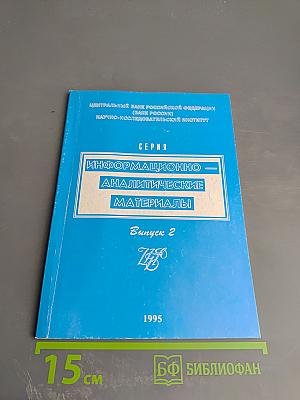 ЦЕНТРАЛЬНЫЙ БАНК РОССИЙСКОЙ ФЕДЕРАЦИИ
(БАНК РОССИИ)
НАУЧНО-ИССЛЕДОВАТЕЛЬСКИЙ ИНСТИТУТ
СЕРИЯ
ИНФОРМАЦИОННО —
АНАЛИТИЧЕСКИЕ
МАТЕРИАЛЫ
Выпуск 2
1995
15 см
БФ БИБЛИОФАН